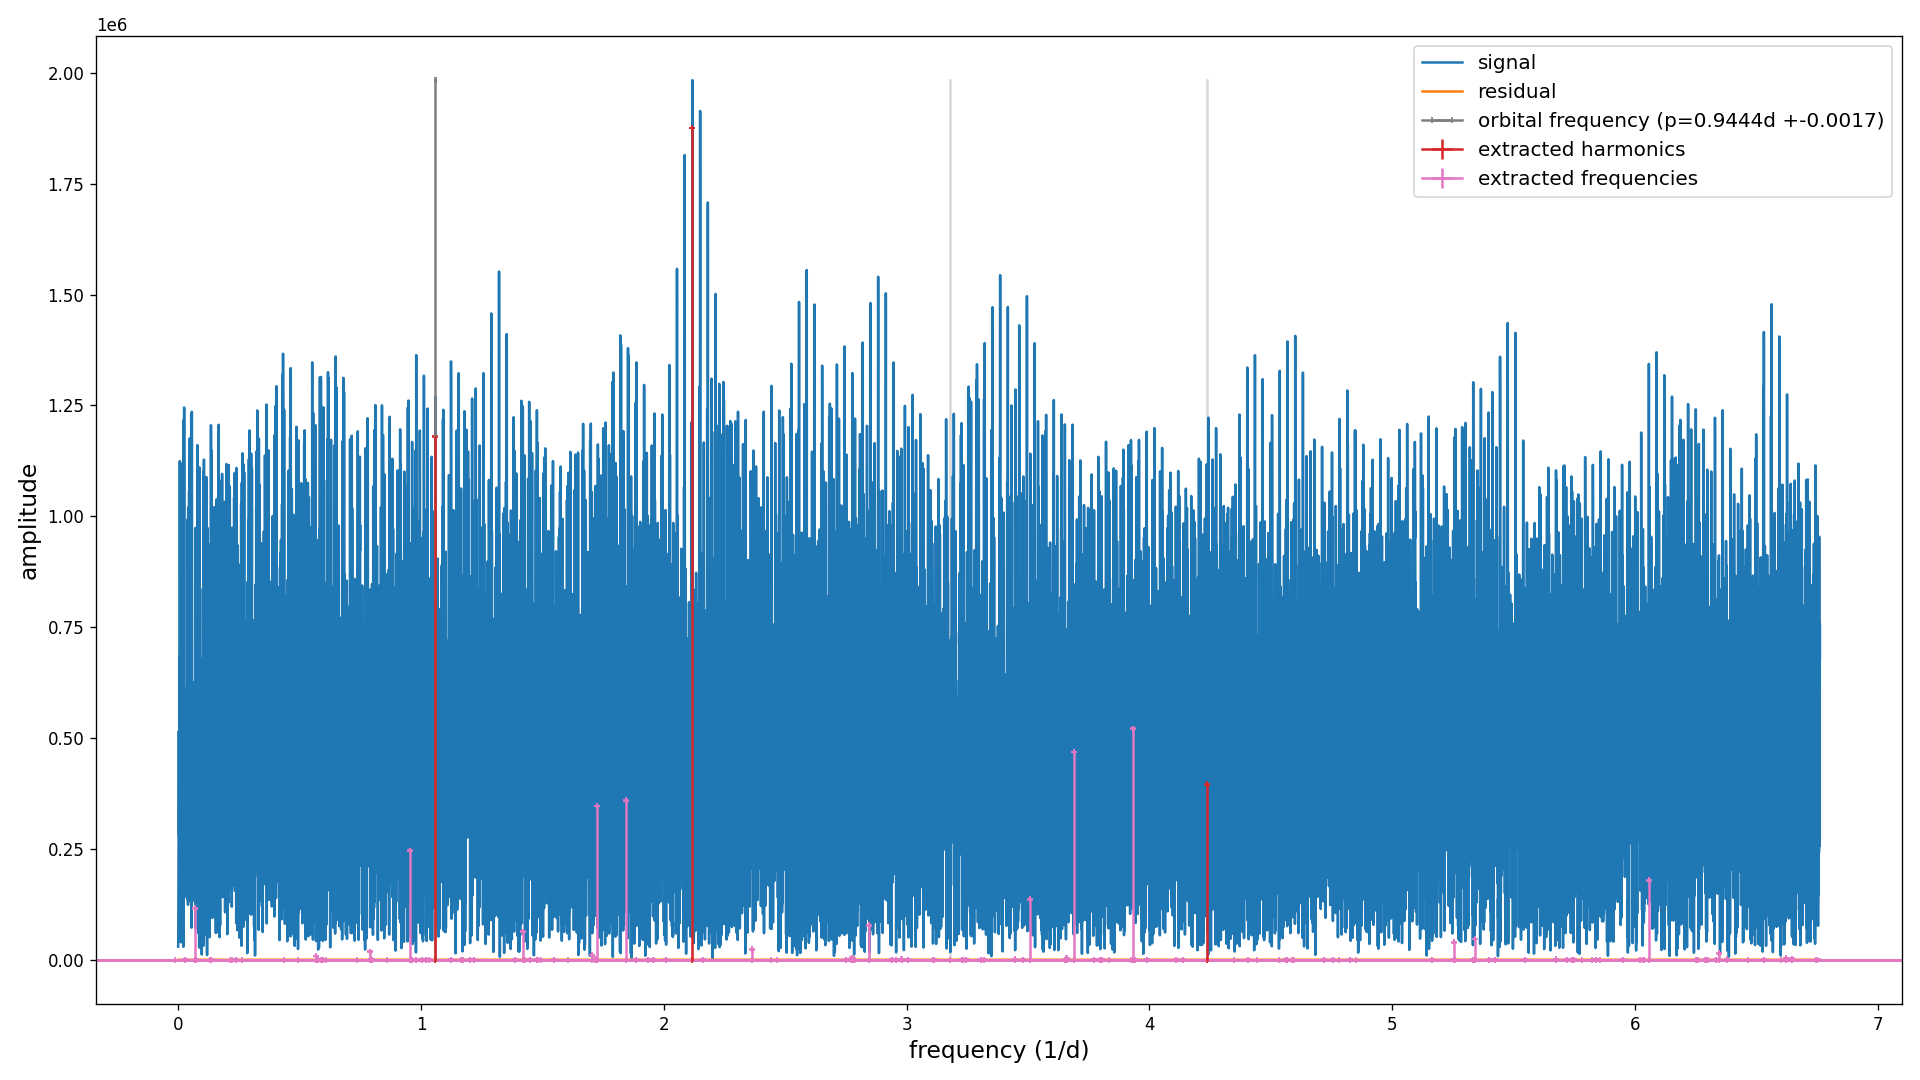 1e6
2.00
1.75
1.50
1.25
1.00
0.75
0.50
0.25
0.00
amplitude
signal
residual
orbital frequency (p=0.9444d +-0.0017)
extracted harmonics
extracted frequencies
0 1 2 3 4 5 6 7
frequency (1/d)